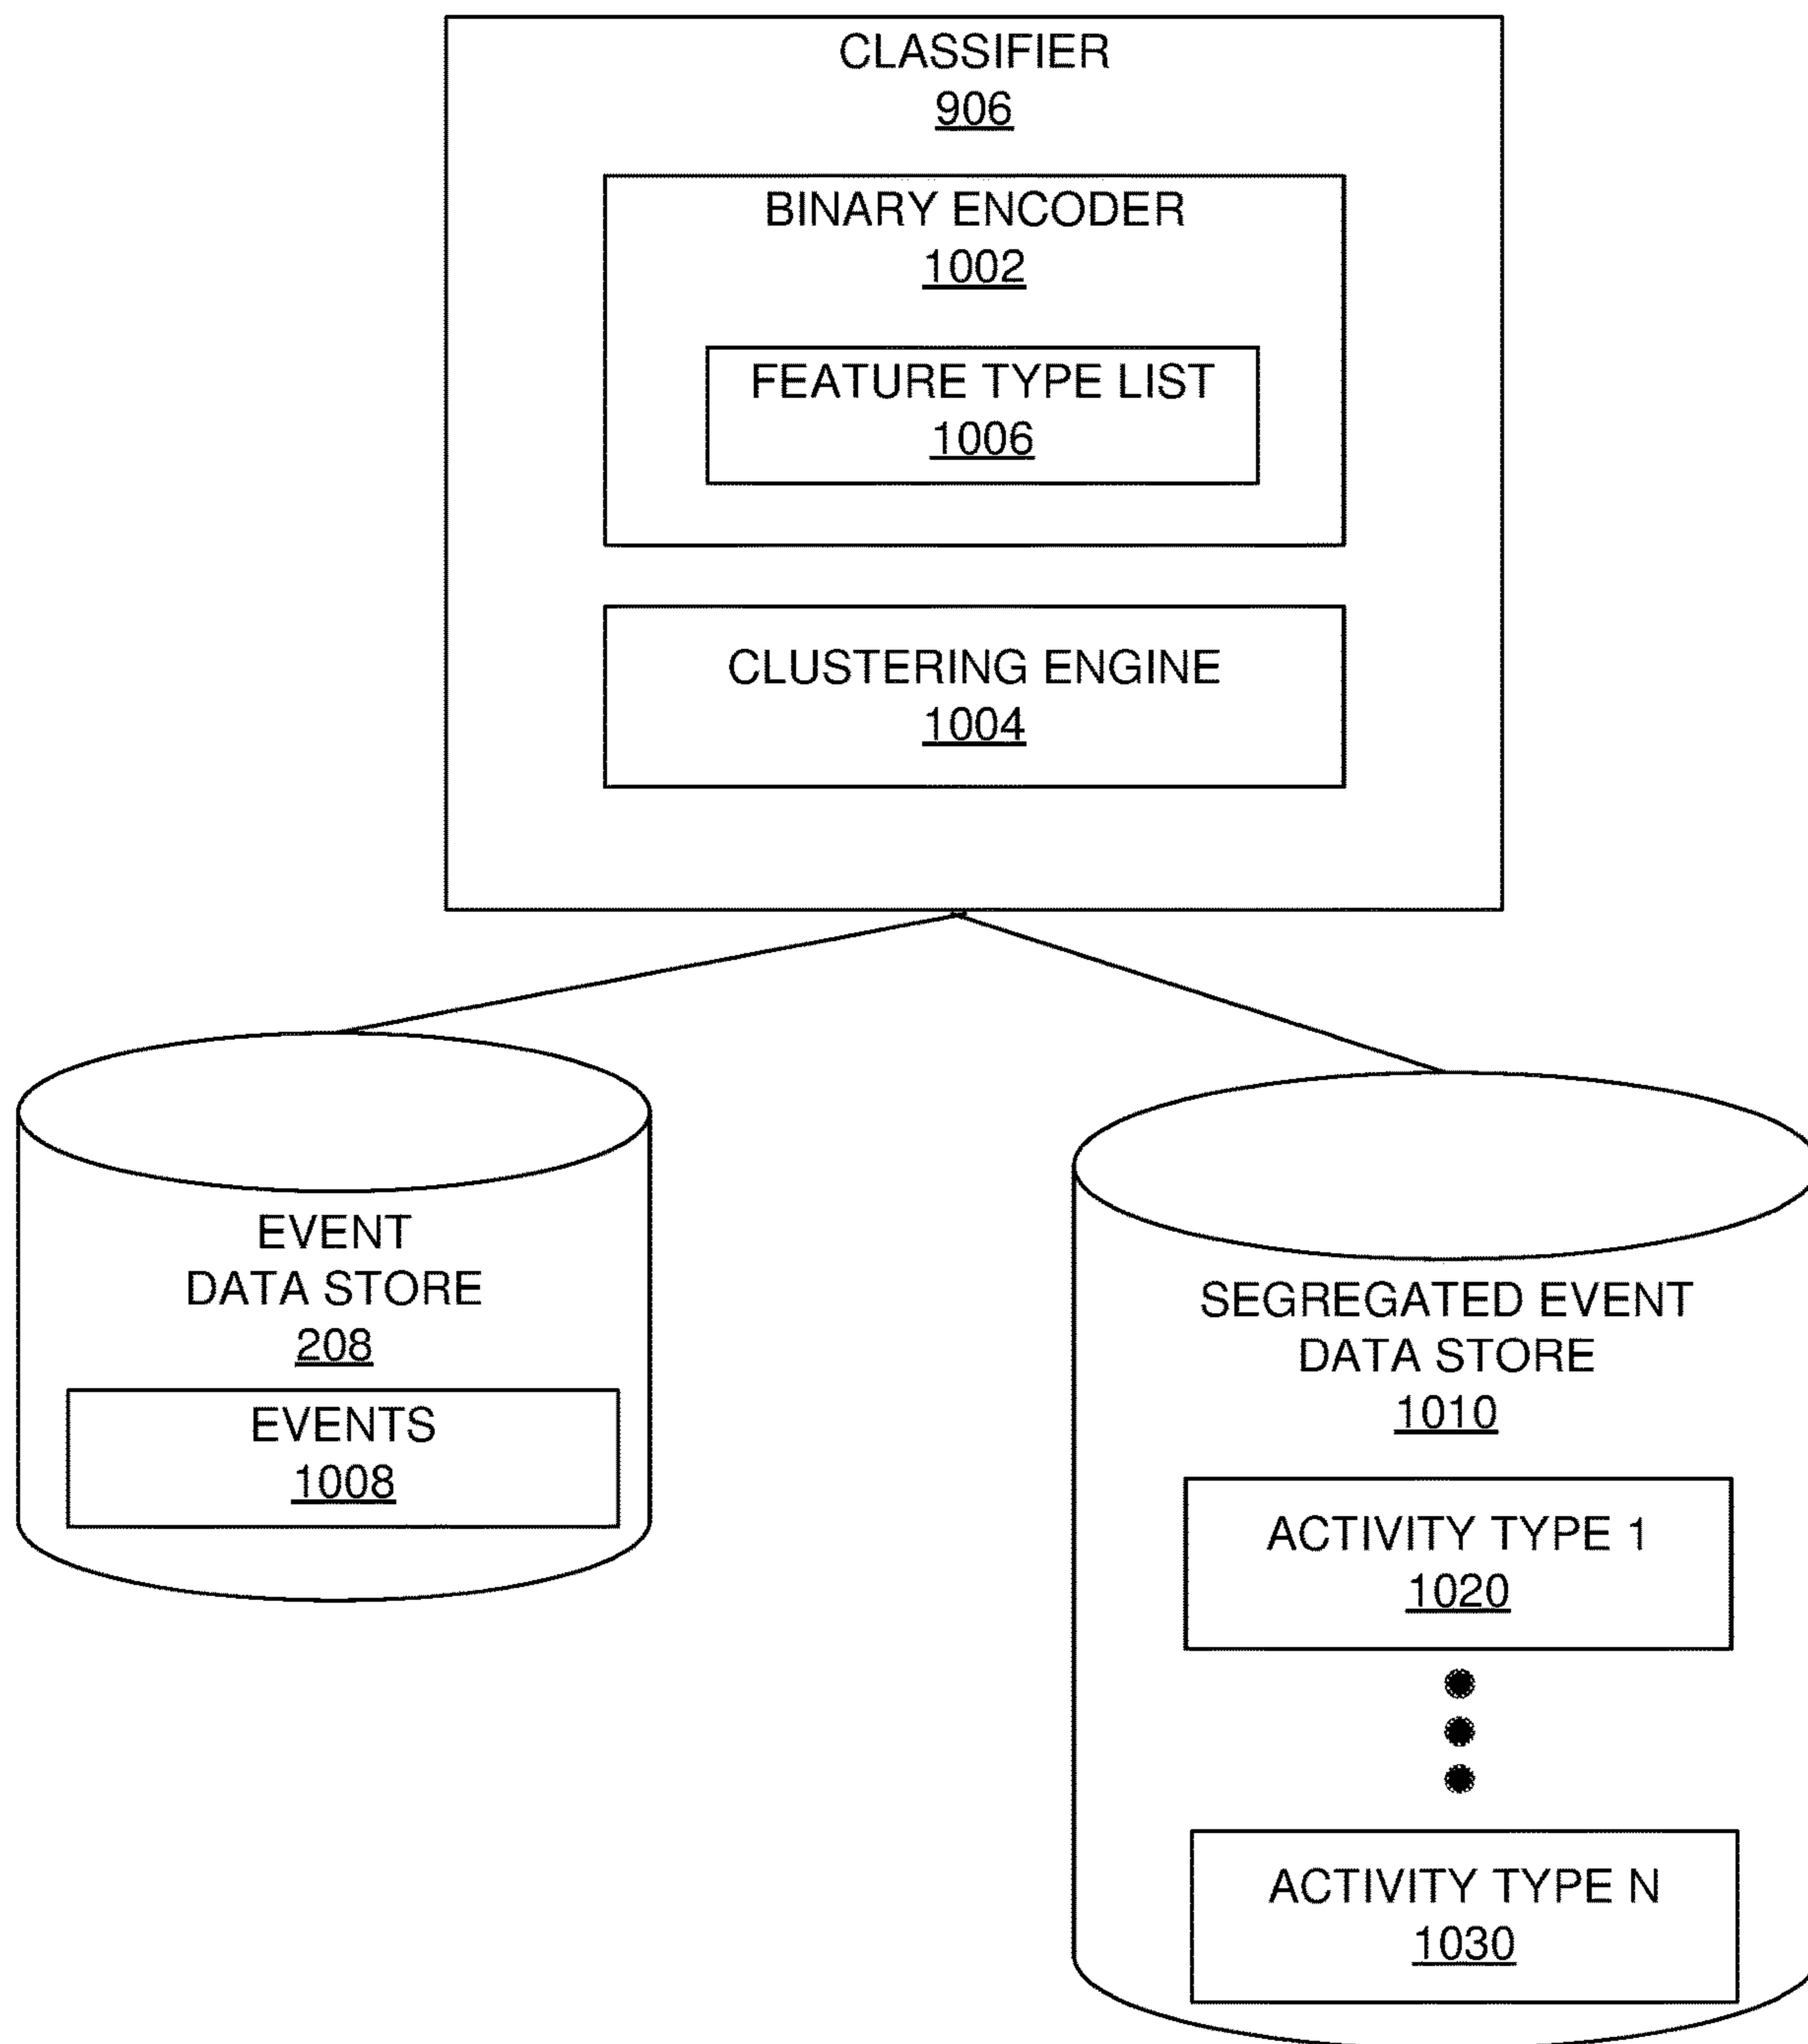 CLASSIFIER
906
BINARY ENCODER
1002
FEATURE TYPE LIST
1006
CLUSTERING ENGINE
1004
EVENT
DATA STORE
208
EVENTS
1008
SEGREGATED EVENT
DATA STORE
1010
ACTIVITY TYPE 1
1020
ACTIVITY TYPE N
1030